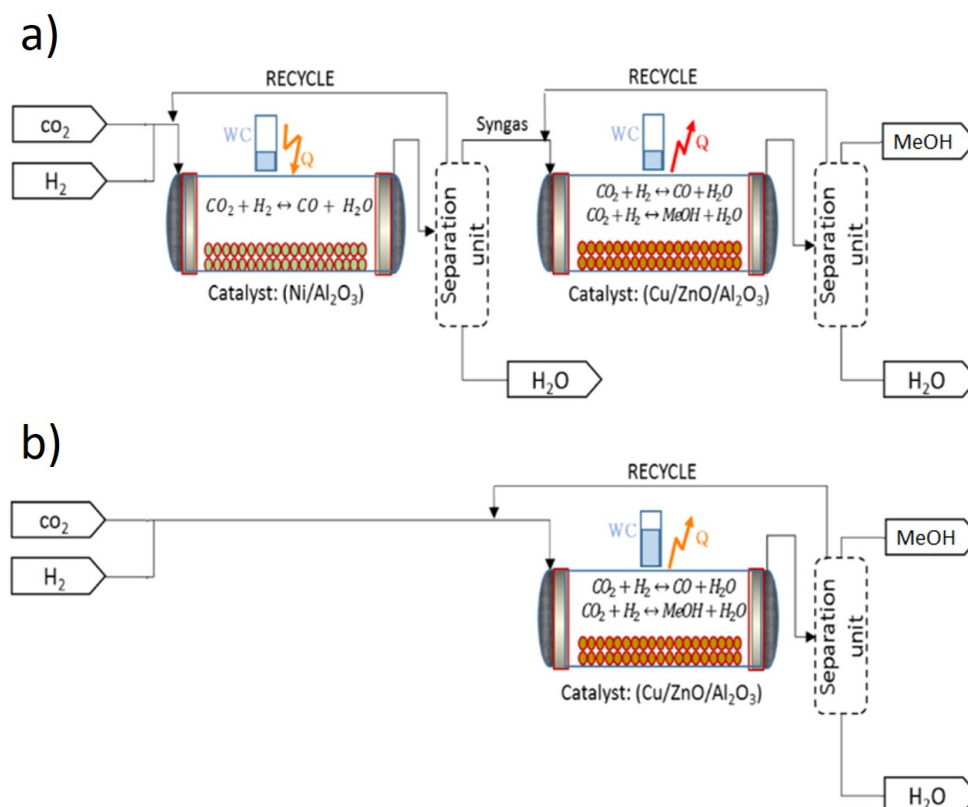 a)
RECYCLE
RECYCLE
CO₂
H₂
WC
Q
Syngas
WC
Q
MeOH
CO₂ + H₂ ↔ CO + H₂O
CO₂ + H₂ ↔ CO + H₂O
CO₂ + H₂ ↔ MeOH + H₂O
Separation
unit
Separation
unit
Catalyst: (Ni/Al₂O₃)
Catalyst: (Cu/ZnO/Al₂O₃)
H₂O
H₂O
b)
RECYCLE
CO₂
H₂
WC
Q
MeOH
CO₂ + H₂ ↔ CO + H₂O
CO₂ + H₂ ↔ MeOH + H₂O
Separation
unit
Catalyst: (Cu/ZnO/Al₂O₃)
H₂O